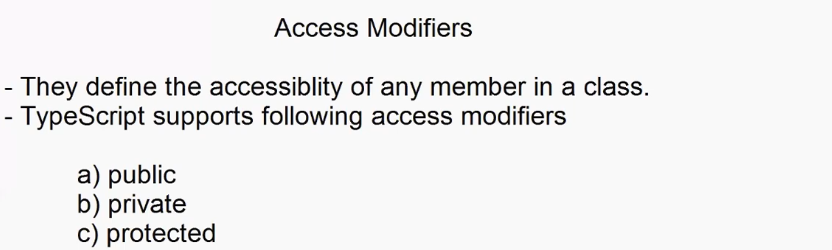 Access Modifiers
- They define the accessiblity of any member in a class.
- TypeScript supports following access modifiers
a) public
b) private
c) protected